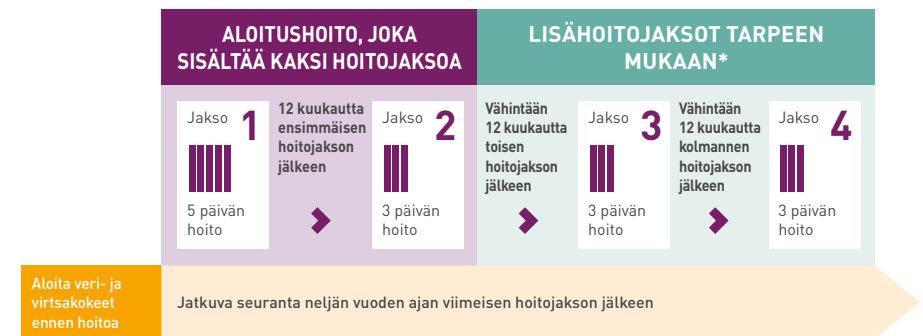 ALOITUSHOITO, JOKA
SISÄLTÄÄ KAKSI HOITOJAKSOA
LISÄHOITOJAKSOT TARPEEN
MUKAAN*
Jakso 1
5 päivän
hoito
12 kuukautta
ensimmäisen
hoitojakson
jälkeen
Jakso 2
3 päivän
hoito
Vähintään
12 kuukautta
toisen
hoitojakson
jälkeen
Jakso 3
3 päivän
hoito
Vähintään
12 kuukautta
kolmannen
hoitojakson
jälkeen
Jakso 4
3 päivän
hoito
Aloita veri- ja
virtsakokeet
ennen hoitoa
Jatkuva seuranta neljän vuoden ajan viimeisen hoitojakson jälkeen